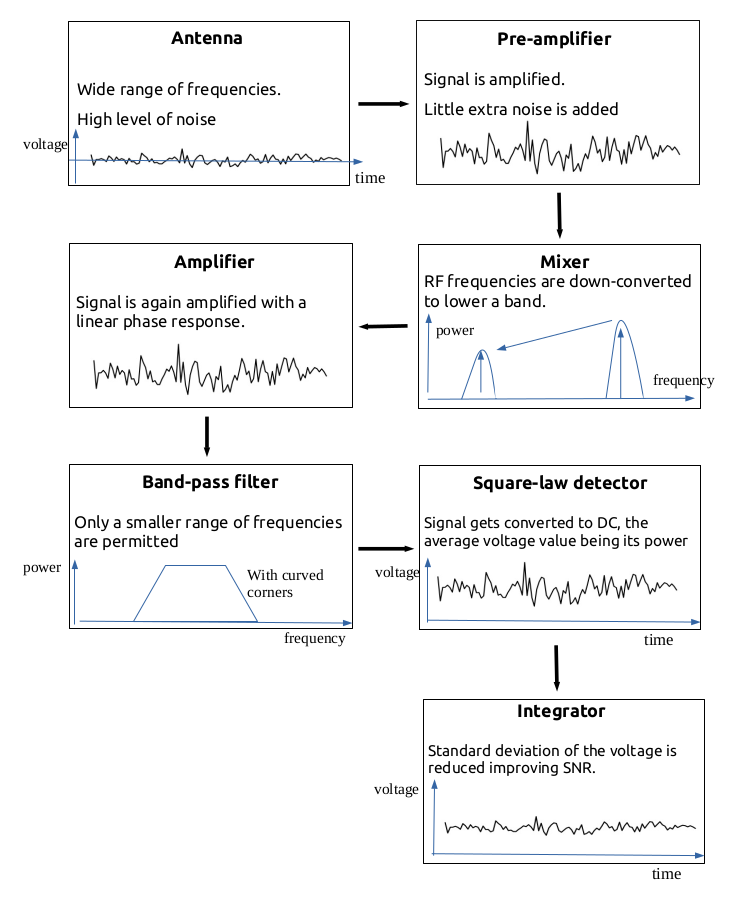 Antenna
Wide range of frequencies.
High level of noise
voltage
time
Pre-amplifier
Signal is amplified.
Little extra noise is added
Amplifier
Signal is again amplified with a
linear phase response.
Mixer
RF frequencies are down-converted
to lower a band.
power
frequency
Band-pass filter
Only a smaller range of frequencies
are permitted
power
With curved
corners
frequency
Square-law detector
Signal gets converted to DC, the
average voltage value being its power
voltage
time
Integrator
Standard deviation of the voltage is
reduced improving SNR.
voltage
time